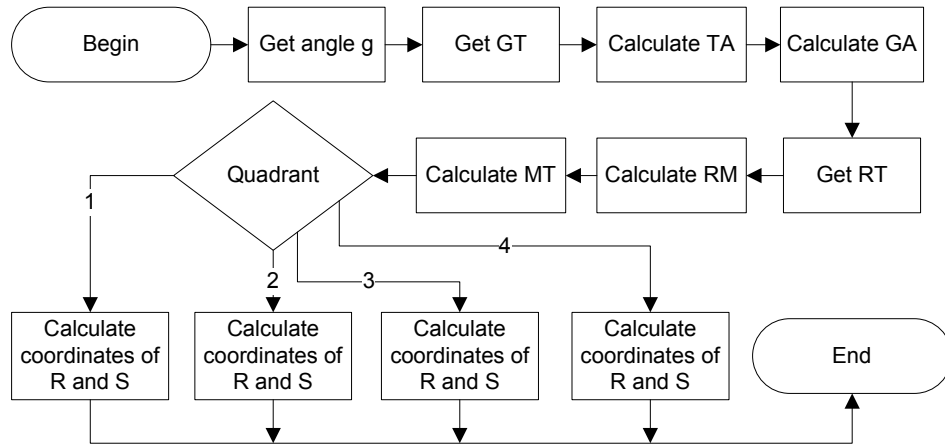 Begin
Get angle g
Get GT
Calculate TA
Calculate GA
Get RT
Calculate RM
Calculate MT
Quadrant
1
2
3
4
Calculate
coordinates of
R and S
Calculate
coordinates of
R and S
Calculate
coordinates of
R and S
Calculate
coordinates of
R and S
End